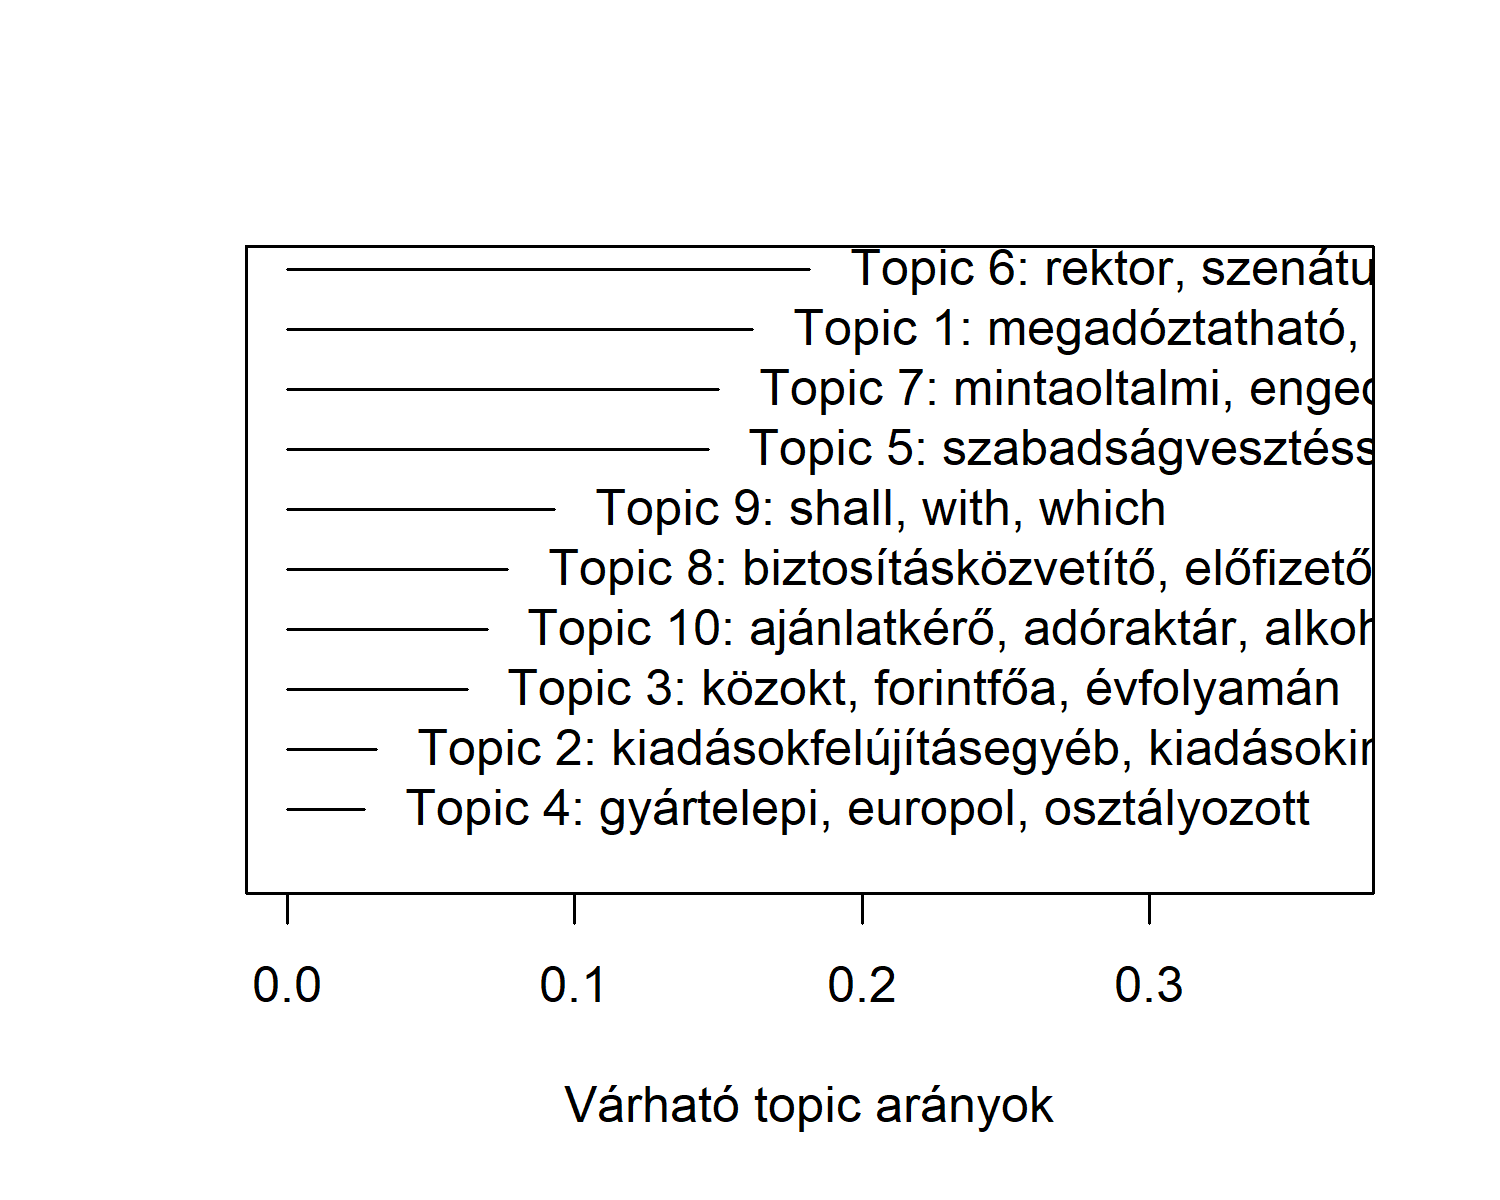 Topic 6: rektor, szenátu
Topic 1: megadóztatható,
Topic 7: mintaoltalmi, enged
Topic 5: szabadságvesztéss
Topic 9: shall, with, which
Topic 8: biztosításközvetítő, előfizető
Topic 10: ajánlatkérő, adóraktár, alkoh
Topic 3: közokt, forintfőa, évfolyamán
Topic 2: kiadásokfelújításegyéb, kiadásokin
Topic 4: gyártelepi, europol, osztályozott
0.0 0.1 0.2 0.3
Várható topic arányok